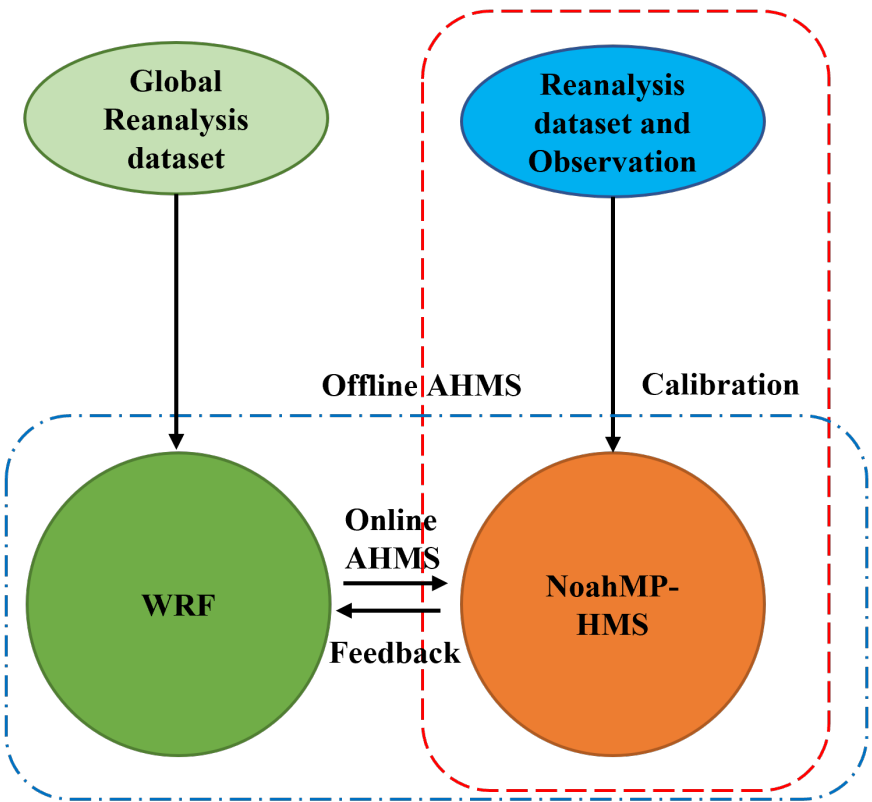 Global
Reanalysis
dataset
Reanalysis
dataset and
Observation
Offline AHMS
Calibration
Online
AHMS
WRF
NoahMP-
HMS
Feedback